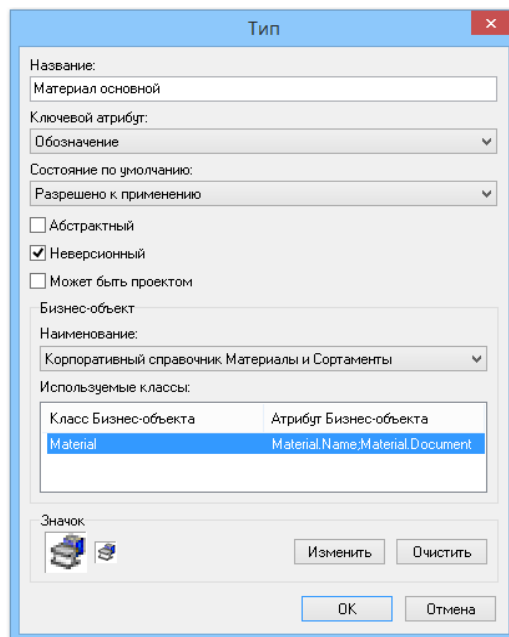 Тип
Название:
Материал основной
Ключевой атрибут:
Обозначение
Состояние по умолчанию:
Разрешено к применению
Абстрактный
Неверсионный
Может быть проектом
Бизнес-объект
Наименование:
Корпоративный справочник Материалы и Сортаменты
Используемые классы:
Класс Бизнес-объекта Атрибут Бизнес-объекта
Material Material.Name;Material.Document
Значок
Изменить Очистить
OK Отмена